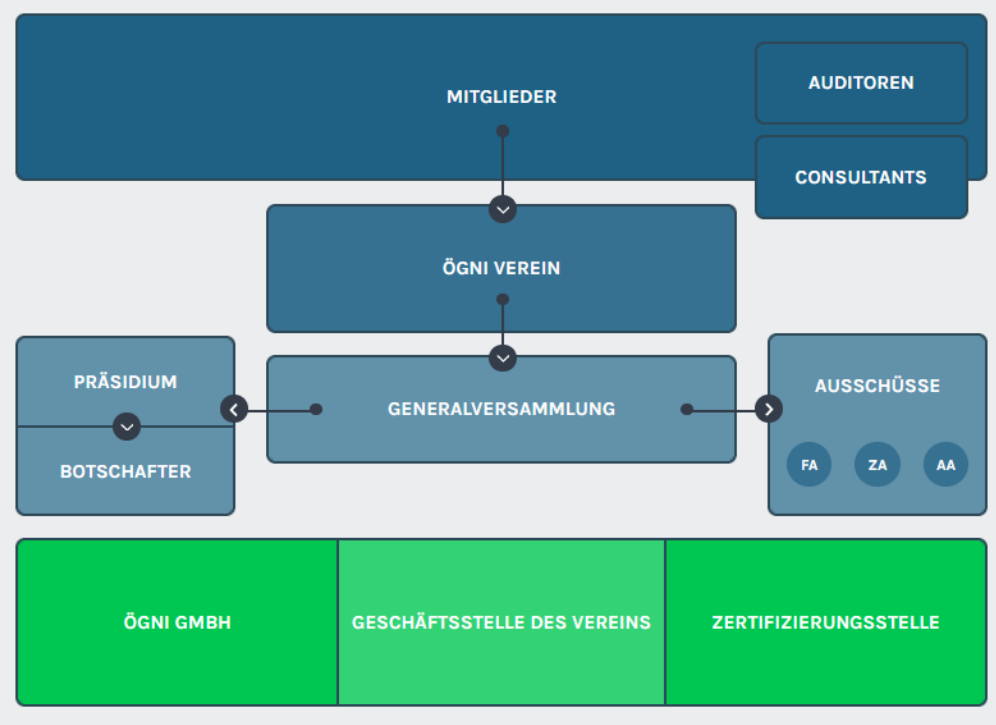 MITGLIEDER
AUDITOREN
CONSULTANTS
ÖGNI VEREIN
PRÄSIDIUM
BOTSCHAFTER
GENERALVERSAMMLUNG
AUSSCHÜSSE
FA ZA AA
ÖGNI GMBH
GESCHÄFTSSTELLE DES VEREINS
ZERTIFIZIERUNGSSTELLE